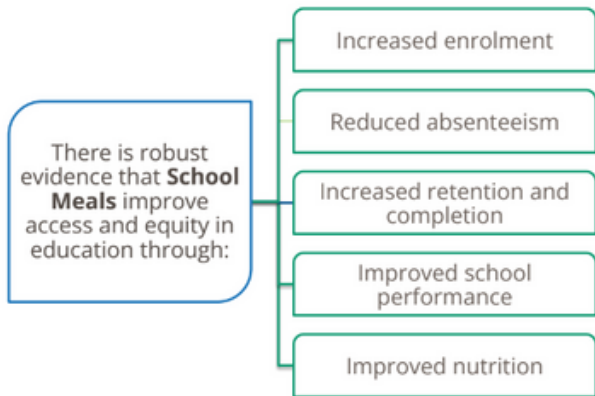 There is robust
evidence that School
Meals improve
access and equity in
education through:
Increased enrolment
Reduced absenteeism
Increased retention and
completion
Improved school
performance
Improved nutrition